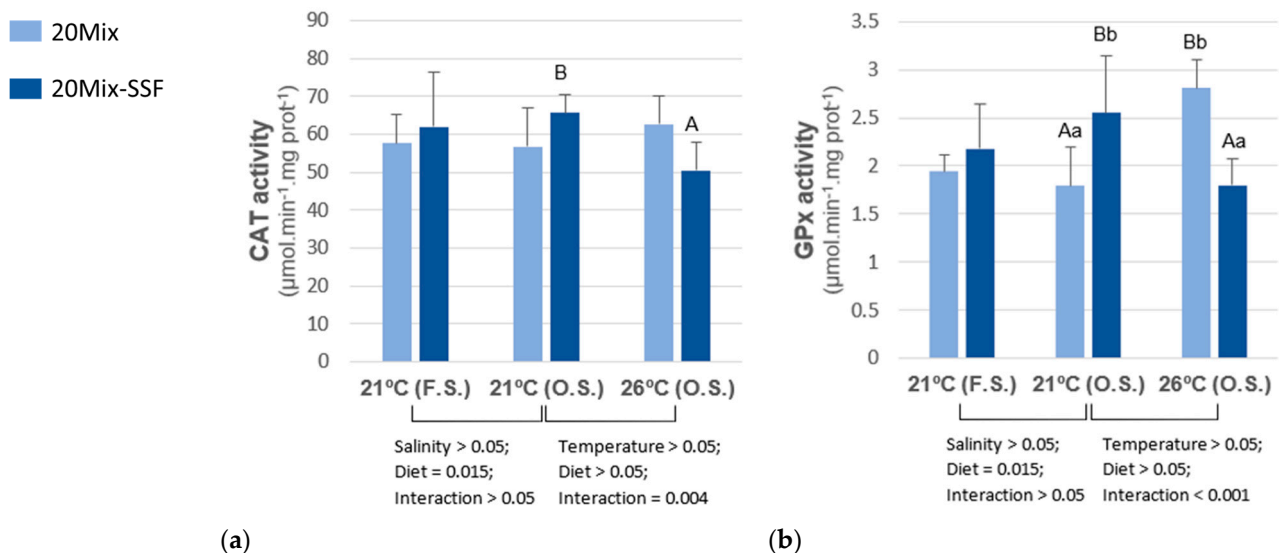 20Mix
20Mix-SSF
CAT activity
(µmol.min⁻¹.mg prot⁻¹)
90
80
70
60
50
40
30
20
10
0
B
A
21ºC (F.S.) 21ºC (O.S.) 26ºC (O.S.)
Salinity > 0.05;
Diet = 0.015;
Interaction > 0.05
Temperature > 0.05;
Diet > 0.05;
Interaction = 0.004
(a)
GPx activity
(µmol.min⁻¹.mg prot⁻¹)
3.5
3
2.5
2
1.5
1
0.5
0
Aa
Bb
Bb
Aa
21ºC (F.S.) 21ºC (O.S.) 26ºC (O.S.)
Salinity > 0.05;
Diet = 0.015;
Interaction > 0.05
Temperature > 0.05;
Diet > 0.05;
Interaction < 0.001
(b)